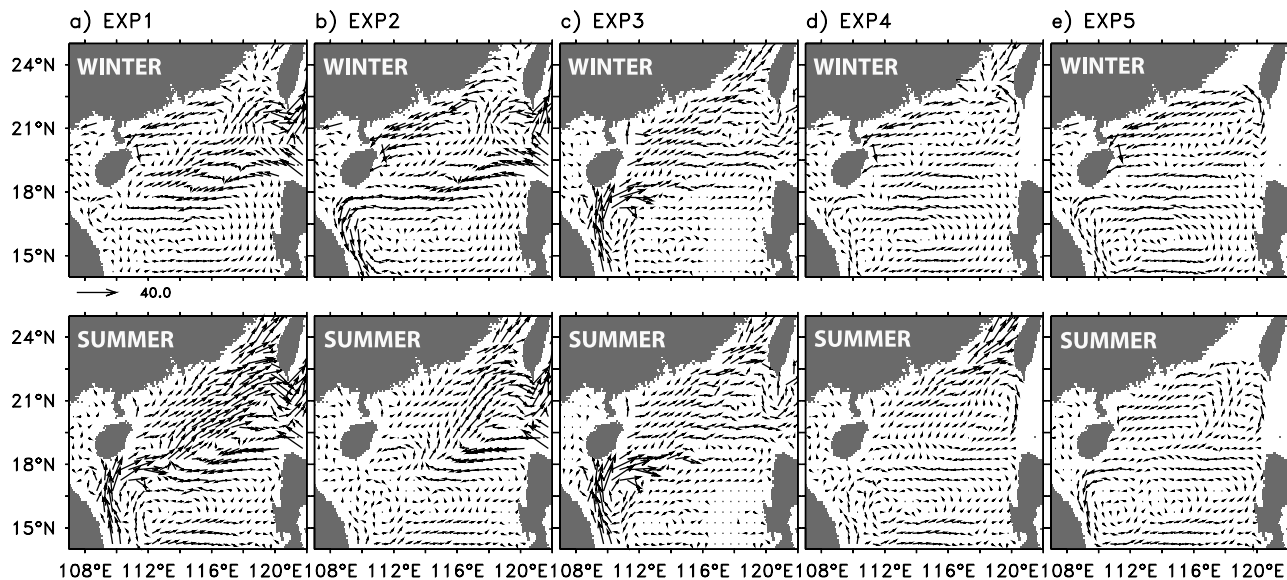 a) EXP1 b) EXP2 c) EXP3 d) EXP4 e) EXP5
24°N WINTER WINTER WINTER WINTER WINTER
21°N
18°N
15°N
40.0
24°N SUMMER SUMMER SUMMER SUMMER SUMMER
21°N
18°N
15°N
108°E 112°E 116°E 120°E 108°E 112°E 116°E 120°E 108°E 112°E 116°E 120°E 108°E 112°E 116°E 120°E 108°E 112°E 116°E 120°E